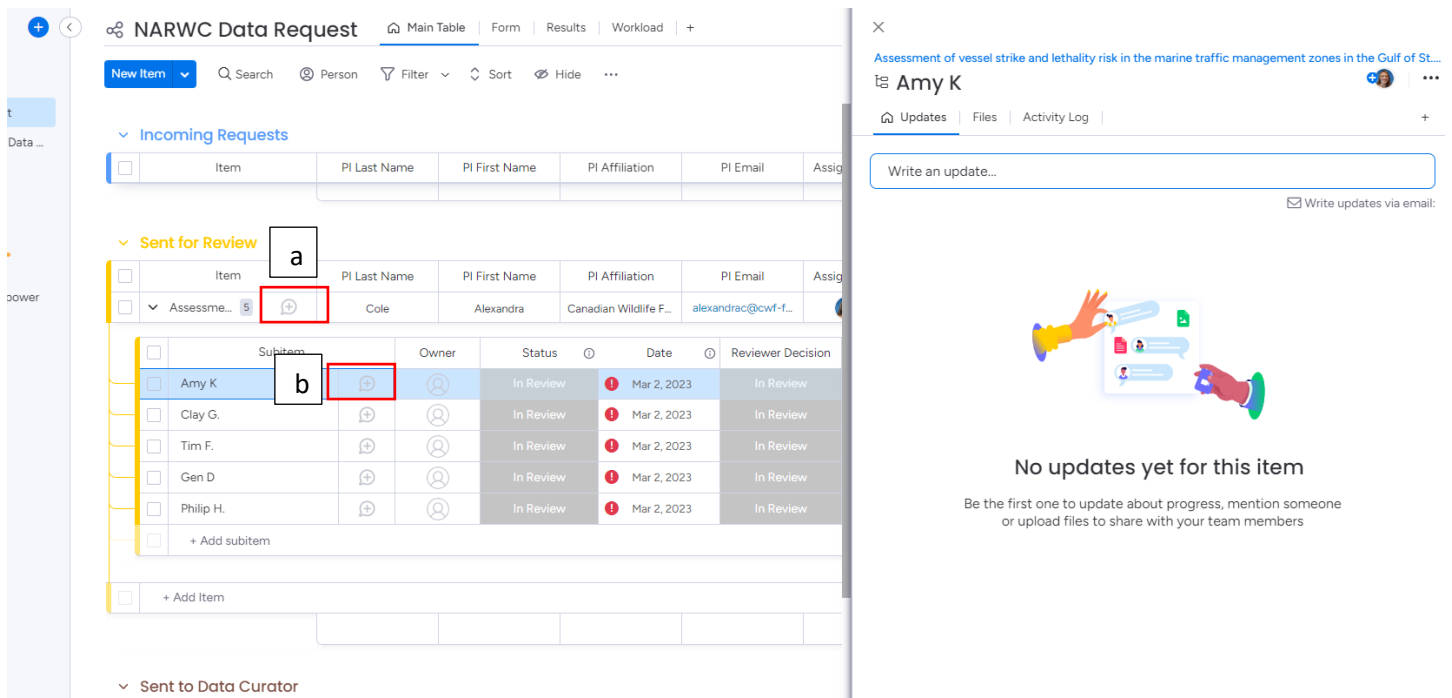 NARWC Data Request
Main Table
Form
Results
Workload
+
New Item
Search
Person
Filter
Sort
Hide
...
t
Data ...
power
Incoming Requests
Item PI Last Name PI First Name PI Affiliation PI Email Assig
Sent for Review
a
Item PI Last Name PI First Name PI Affiliation PI Email Assig
Assessme... 5 Cole Alexandra Canadian Wildlife F... alexandrac@cwf-f...
Subitem Owner Status Date Reviewer Decision
b
Amy K In Review Mar 2, 2023 In Review
Clay G. In Review Mar 2, 2023 In Review
Tim F. In Review Mar 2, 2023 In Review
Gen D In Review Mar 2, 2023 In Review
Philip H. In Review Mar 2, 2023 In Review
+ Add subitem
+ Add Item
Sent to Data Curator
Assessment of vessel strike and lethality risk in the marine traffic management zones in the Gulf of St....
Amy K
...
Updates
Files
Activity Log
+
Write an update...
Write updates via email:
No updates yet for this item
Be the first one to update about progress, mention someone
or upload files to share with your team members